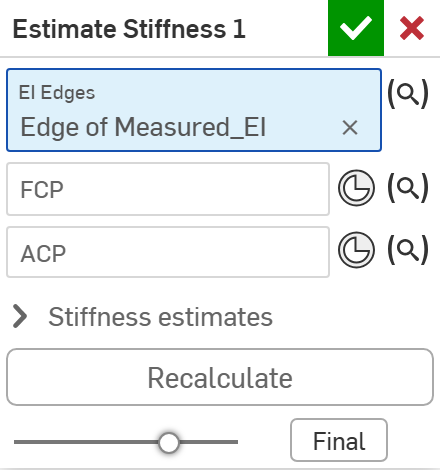 Estimate Stiffness 1
EI Edges
Edge of Measured_EI
FCP
ACP
Stiffness estimates
Recalculate
Final